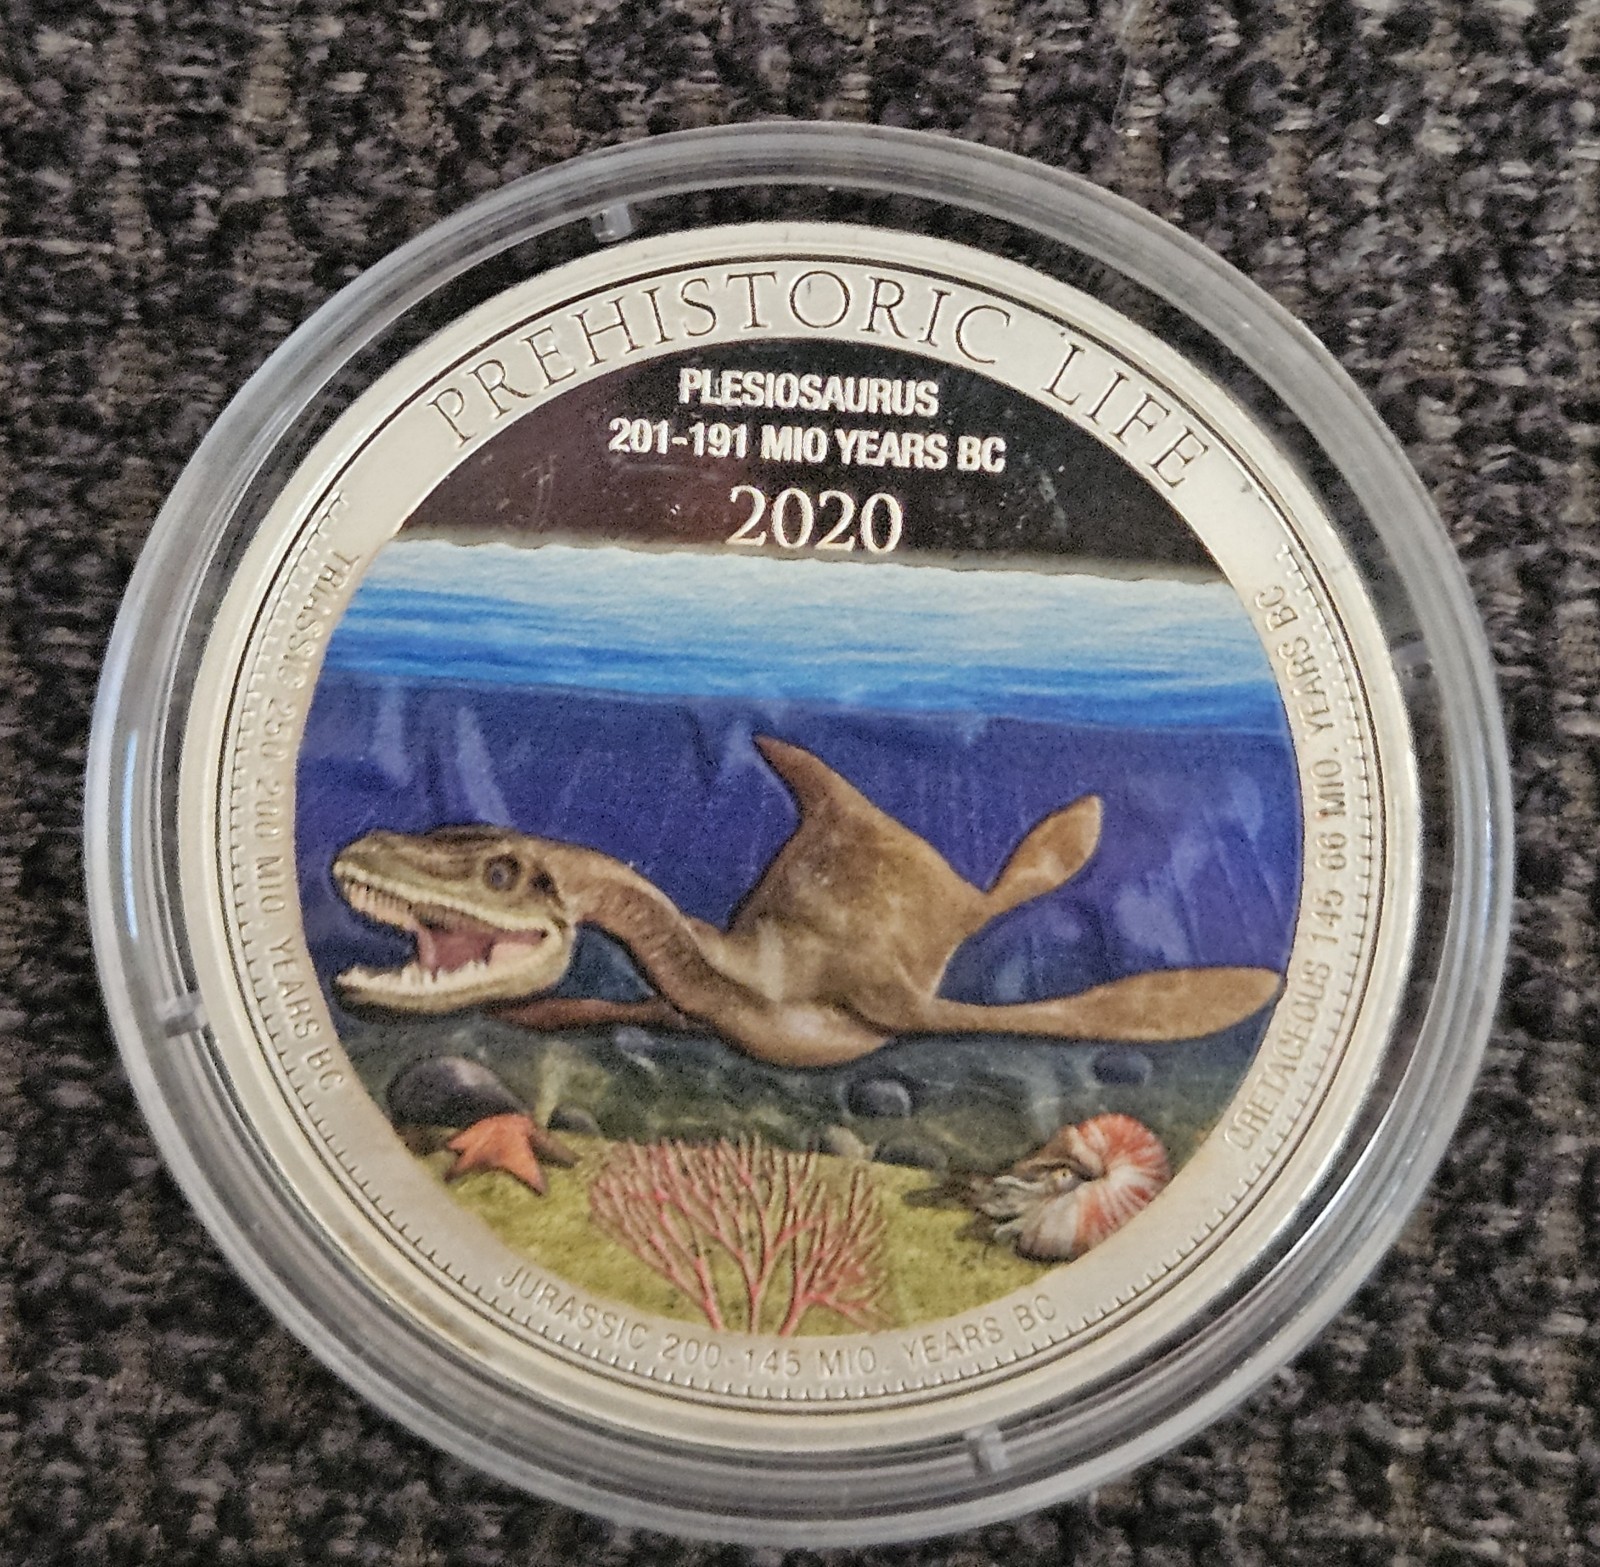 PREHISTORIC LIFE
PLESIOSAURUS
201-191 MIO YEARS BC
2020
TRIASSIC 250 200 MIO. YEARS BC
JURASSIC 200-145 MIO. YEARS BC
CRETACEOUS 145 66 MIO. YEARS BC